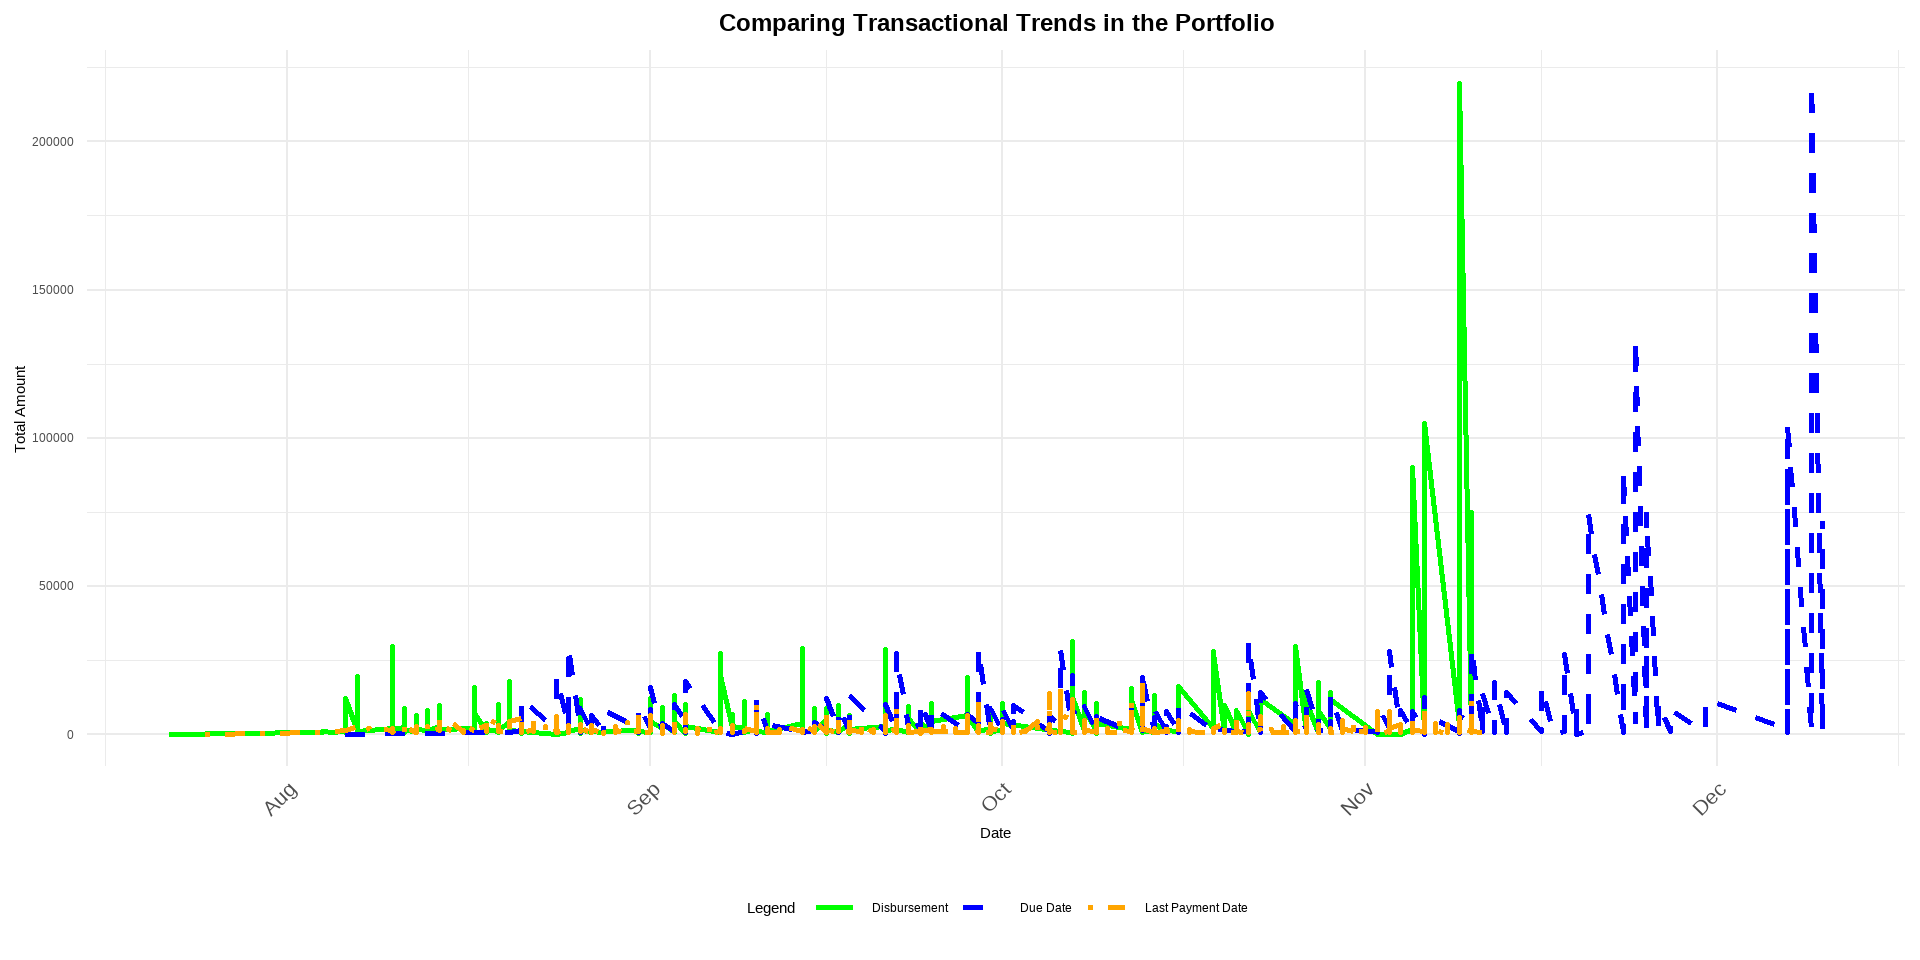 Comparing Transactional Trends in the Portfolio
Total Amount
200000
150000
100000
50000
0
Aug Sep Oct Nov Dec
Date
Legend Disbursement Due Date Last Payment Date